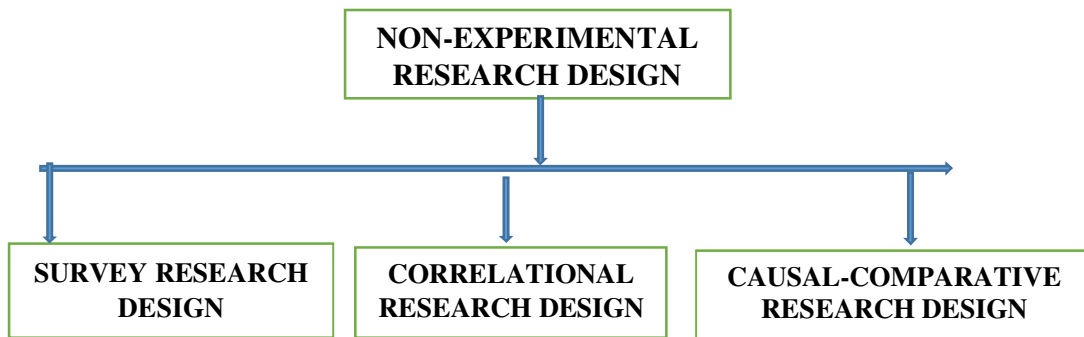 NON-EXPERIMENTAL
RESEARCH DESIGN
SURVEY RESEARCH
DESIGN
CORRELATIONAL
RESEARCH DESIGN
CAUSAL-COMPARATIVE
RESEARCH DESIGN